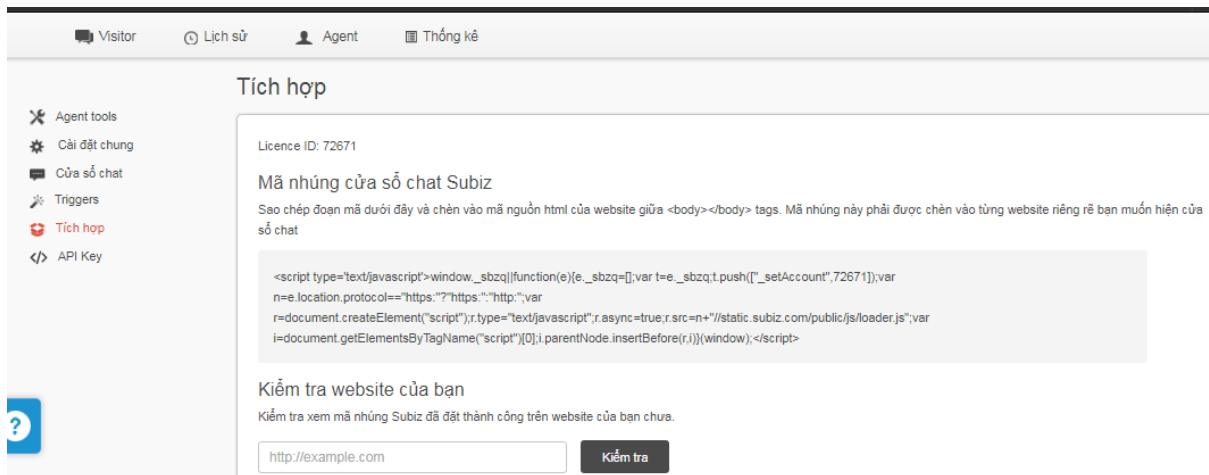 Visitor
Lịch sử
Agent
Thống kê
Tích hợp
Agent tools
Cài đặt chung
Cửa sổ chat
Triggers
Tích hợp
API Key
Licence ID: 72671
Mã nhúng cửa sổ chat Subiz
Sao chép đoạn mã dưới đây và chèn vào mã nguồn html của website giữa <body></body> tags. Mã nhúng này phải được chèn vào từng website riêng rẽ bạn muốn hiện cửa
sổ chat
<script type='text/javascript'>window._sbzq||function(e){e._sbzq=[];var t=e._sbzq;t.push(["_setAccount",72671]);var
n=e.location.protocol=="https:"?"https:":"http:";var
r=document.createElement("script");r.type="text/javascript";r.async=true;r.src=n+"//static.subiz.com/public/js/loader.js";var
i=document.getElementsByTagName("script")[0];i.parentNode.insertBefore(r,i)}(window);</script>
Kiểm tra website của bạn
Kiểm tra xem mã nhúng Subiz đã đặt thành công trên website của bạn chưa.
?
http://example.com
Kiểm tra